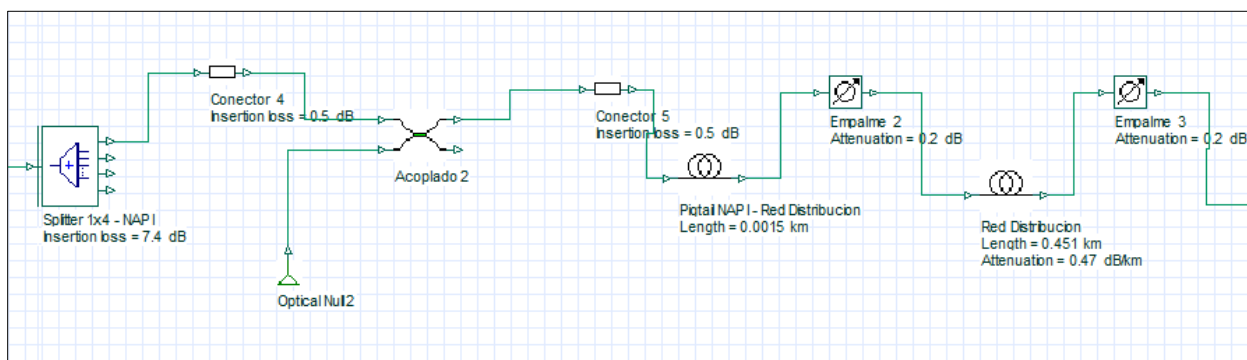 Conector 4
Insertion loss = 0.5 dB
Conector 5
Insertion loss = 0.5 dB
Empalme 2
Attenuation = 0.2 dB
Empalme 3
Attenuation = 0.2 dB
Acoplado 2
Splitter 1x4 - NAP I
Insertion loss = 7.4 dB
Pigtail NAP I - Red Distribucion
Length = 0.0015 km
Red Distribucion
Length = 0.451 km
Attenuation = 0.47 dB/km
Optical Null 2